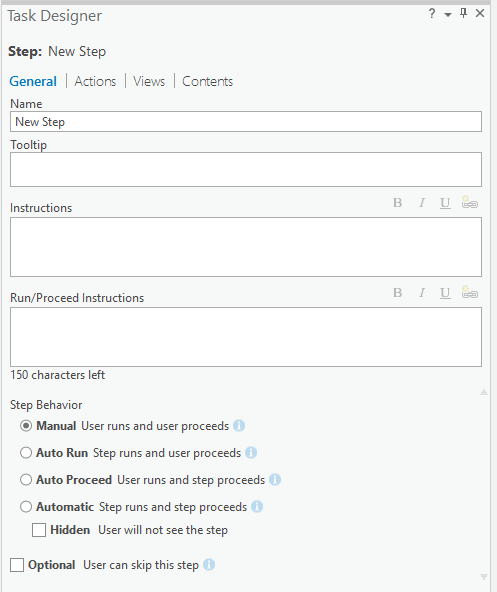 Task Designer
?
Step: New Step
General | Actions | Views | Contents
Name
New Step
Tooltip
Instructions
B I U
Run/Proceed Instructions
B I U
150 characters left
Step Behavior
Manual User runs and user proceeds
Auto Run Step runs and user proceeds
Auto Proceed User runs and step proceeds
Automatic Step runs and step proceeds
Hidden User will not see the step
Optional User can skip this step